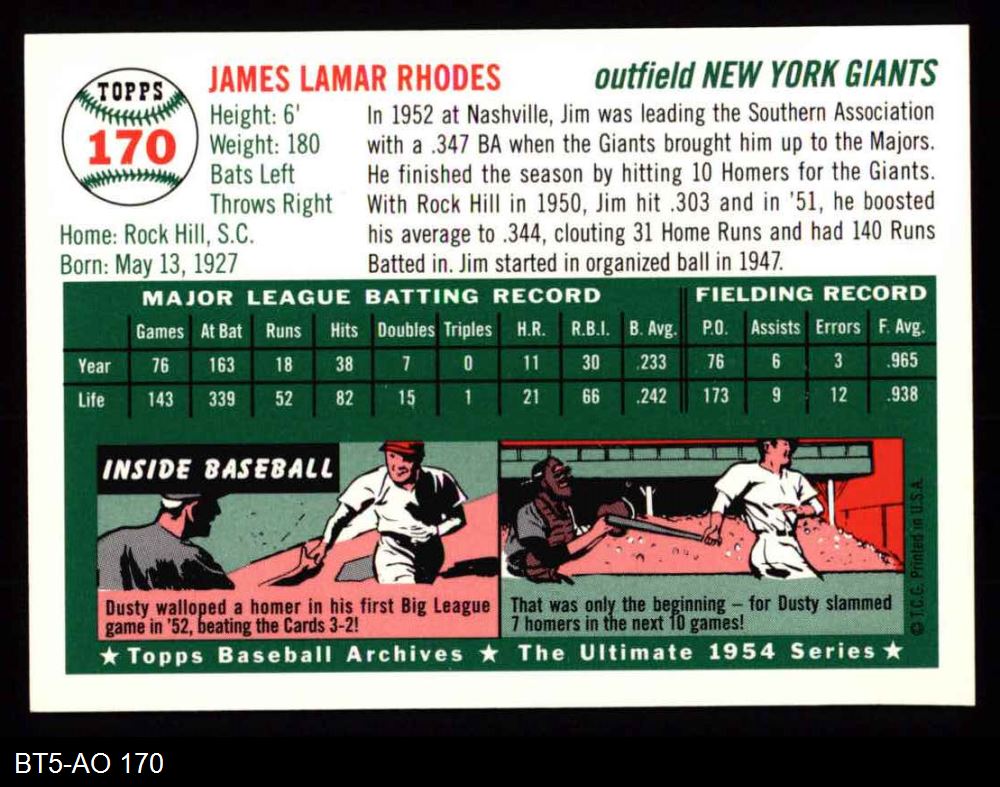 TOPPS
170
JAMES LAMAR RHODES
outfield NEW YORK GIANTS
Height: 6'
Weight: 180
Bats Left
Throws Right
Home: Rock Hill, S.C.
Born: May 13, 1927
In 1952 at Nashville, Jim was leading the Southern Association
with a .347 BA when the Giants brought him up to the Majors.
He finished the season by hitting 10 Homers for the Giants.
With Rock Hill in 1950, Jim hit .303 and in '51, he boosted
his average to .344, clouting 31 Home Runs and had 140 Runs
Batted in. Jim started in organized ball in 1947.
MAJOR LEAGUE BATTING RECORD FIELDING RECORD
Games At Bat Runs Hits Doubles Triples H.R. R.B.I. B. Avg. P.O. Assists Errors F. Avg.
Year 76 163 18 38 7 0 11 30 .233 76 6 3 .965
Life 143 339 52 82 15 1 21 66 .242 173 9 12 .938
INSIDE BASEBALL
Dusty walloped a homer in his first Big League
game in '52, beating the Cards 3-2!
That was only the beginning – for Dusty slammed
7 homers in the next 10 games!
© T.C.G. Printed in U.S.A.
★ Topps Baseball Archives ★ The Ultimate 1954 Series ★
BT5-AO 170